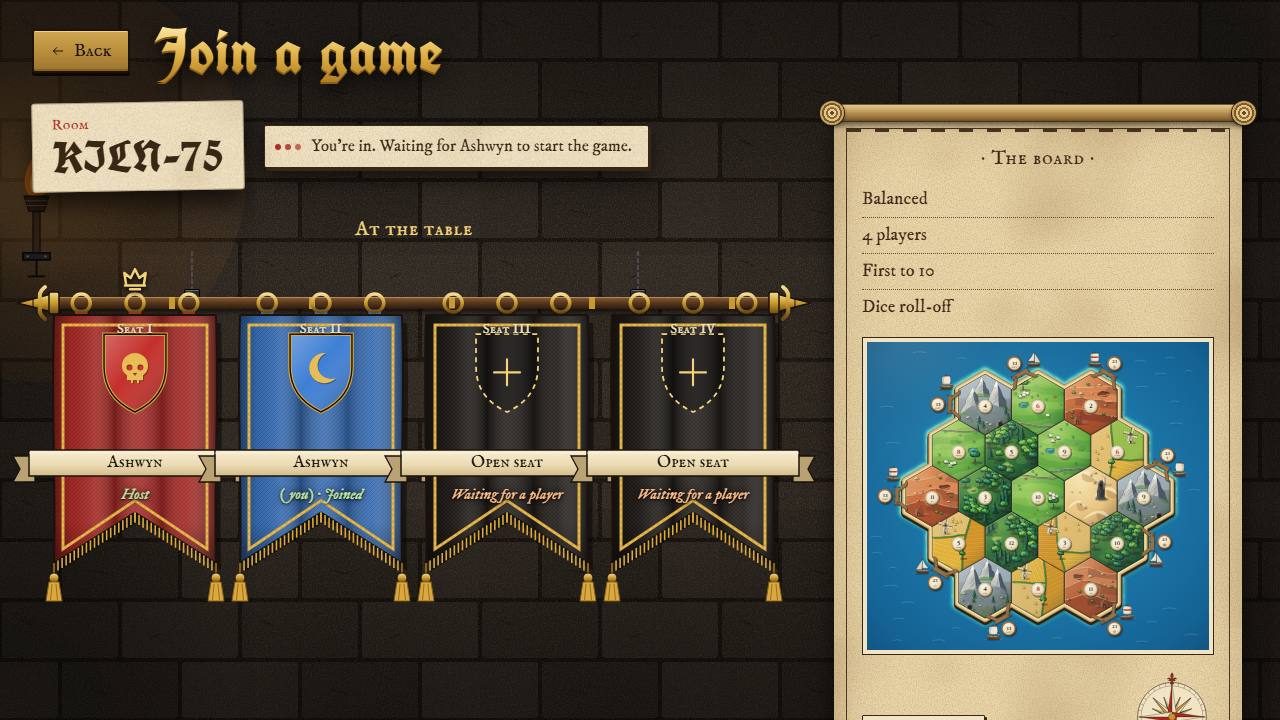 ← Back
Join a game
Room
KILN-75
You're in. Waiting for Ashwyn to start the game.
At the table
Seat I
Seat II
Seat III
Seat IV
Ashwyn
Ashwyn
Open seat
Open seat
Host
(you) · Joined
Waiting for a player
Waiting for a player
· The board ·
Balanced
4 players
First to 10
Dice roll-off